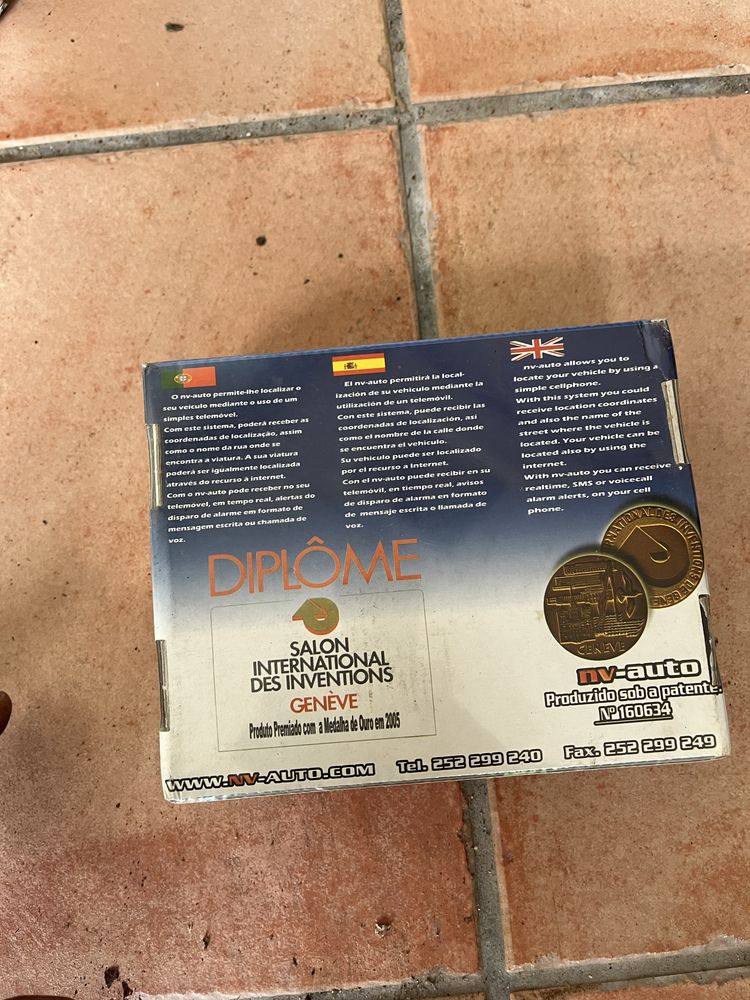 O nv-auto permite-lhe localizar o
seu veículo mediante o uso de um
simples telemóvel.
Com este sistema, poderá receber as
coordenadas de localização, assim
como o nome da rua onde se
encontra a viatura. A sua viatura
poderá ser igualmente localizada
através do recurso à internet.
Com o nv-auto pode receber no seu
telemóvel, em tempo real, alertas do
disparo de alarme em formato de
mensagem escrita ou chamada de
voz.
El nv-auto permitirá la local-
ización de su vehiculo mediante la
utilización de un telemóvil.
Con este sistema, puede recibir las
coordenadas de localización, así
como el nombre de la calle donde
se encuentra el vehículo.
Su vehículo puede ser localizado
por el recurso a Internet.
Con el nv-auto puede recibir en su
telemóvil, en tiempo real, avisos
de disparo de alarma en formato
de mensaje escrito o llamada de
voz.
nv-auto allows you to
locate your vehicle by using a
simple cellphone.
With this system you could
receive location coordinates
and also the name of the
street where the vehicle is
located. Your vehicle can be
located also by using the
internet.
With nv-auto you can receive
realtime, SMS or voicecall
alarm alerts, on your cell
phone.
DIPLÔME
SALON
INTERNATIONAL
DES INVENTIONS
GENÈVE
Produto Premiado com a Medalha de Ouro em 2005
GENÈVE
nv-auto
Produzido sob a patente
Nº 160634
WWW.NV-AUTO.COM Tel. 252 299 240 Fax. 252 299 249